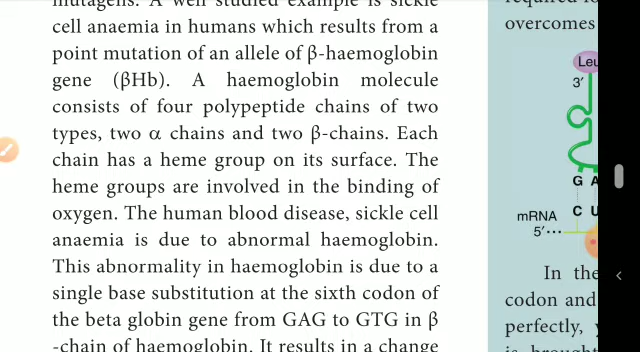 mutagens. A well studied example is sickle
cell anaemia in humans which results from a
point mutation of an allele of β-haemoglobin
gene (βHb). A haemoglobin molecule
consists of four polypeptide chains of two
types, two α chains and two β-chains. Each
chain has a heme group on its surface. The
heme groups are involved in the binding of
oxygen. The human blood disease, sickle cell
anaemia is due to abnormal haemoglobin.
This abnormality in haemoglobin is due to a
single base substitution at the sixth codon of
the beta globin gene from GAG to GTG in β
-chain of haemoglobin. It results in a change
required
overcomes
Leu
3′
G A
mRNA C U
5′
In the
codon and
perfectly,
is brought